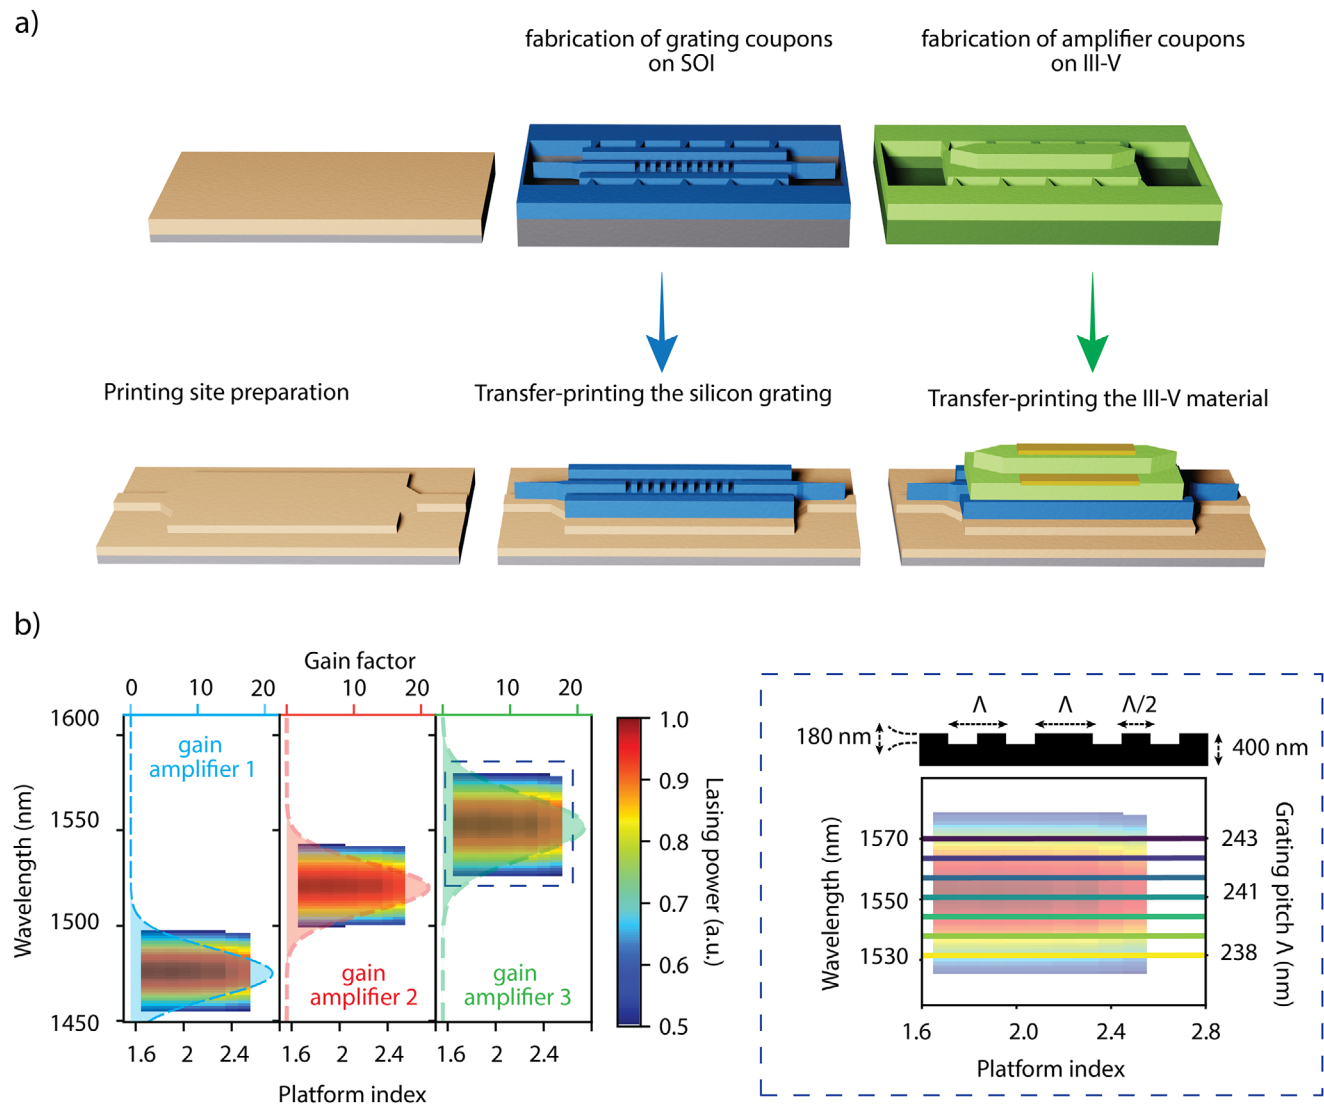 a)
fabrication of grating coupons
on SOI
fabrication of amplifier coupons
on III-V
Printing site preparation
Transfer-printing the silicon grating
Transfer-printing the III-V material
b)
Gain factor
0 10 20
10 20
0 10 20
1600
1550
1500
1450
Wavelength (nm)
gain
amplifier 1
gain
amplifier 2
gain
amplifier 3
1.6 2 2.4
1.6 2 2.4
1.6 2 2.4
Platform index
1.0
0.9
0.8
0.7
0.6
0.5
Lasing power (a.u.)
Λ Λ Λ/2
180 nm
400 nm
1570
1550
1530
Wavelength (nm)
243
241
238
Grating pitch Λ (nm)
1.6 2.0 2.4 2.8
Platform index